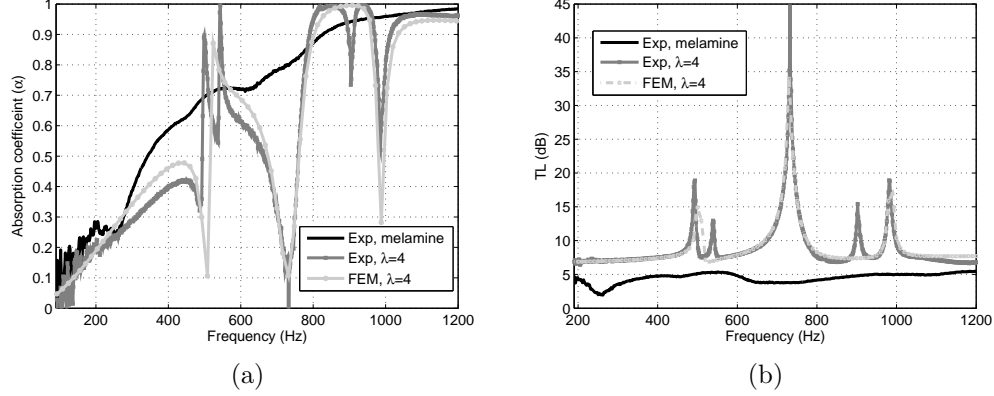 1
0.9
0.8
0.7
0.6
0.5
0.4
0.3
0.2
0.1
0
Absorption coefficeint (α)
200 400 600 800 1000 1200
Frequency (Hz)
Exp, melamine
Exp, λ=4
FEM, λ=4
(a)
45
40
35
30
25
20
15
10
5
0
TL (dB)
200 400 600 800 1000 1200
Frequency (Hz)
Exp, melamine
Exp, λ=4
FEM, λ=4
(b)